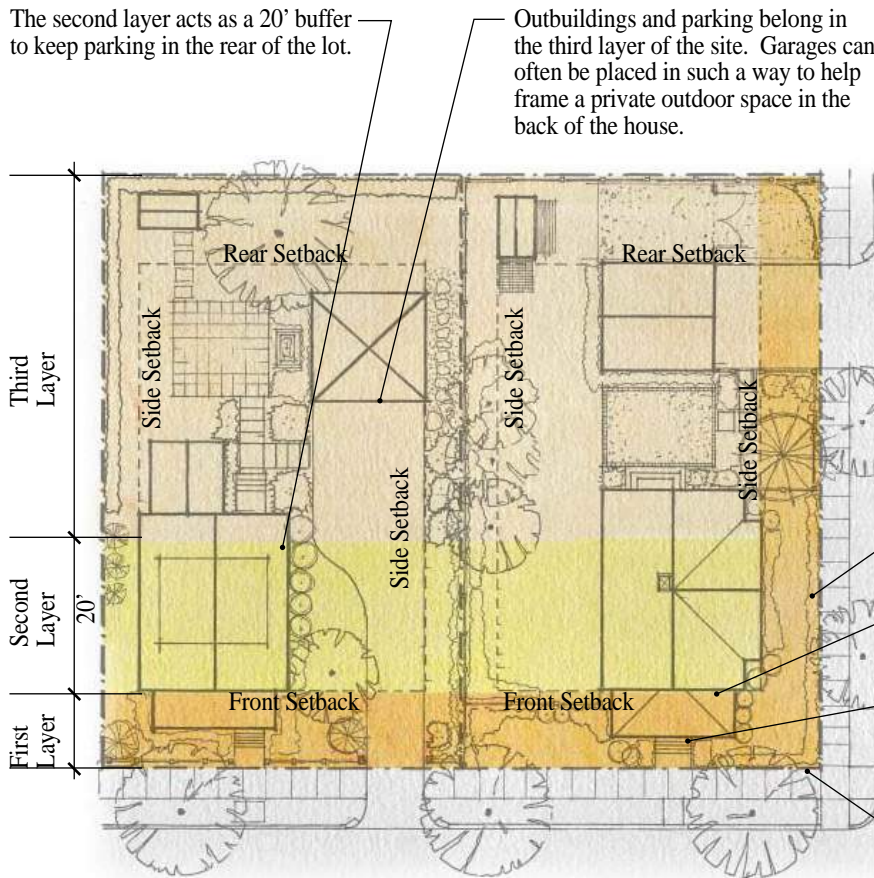 The second layer acts as a 20’ buffer
to keep parking in the rear of the lot.
Outbuildings and parking belong in
the third layer of the site.  Garages can
often be placed in such a way to help
frame a private outdoor space in the
back of the house.
Rear Setback
Rear Setback
Third
Layer
Side Setback
Side Setback
Side Setback
Side Setback
Second
Layer
20’
Front Setback
Front Setback
First
Layer